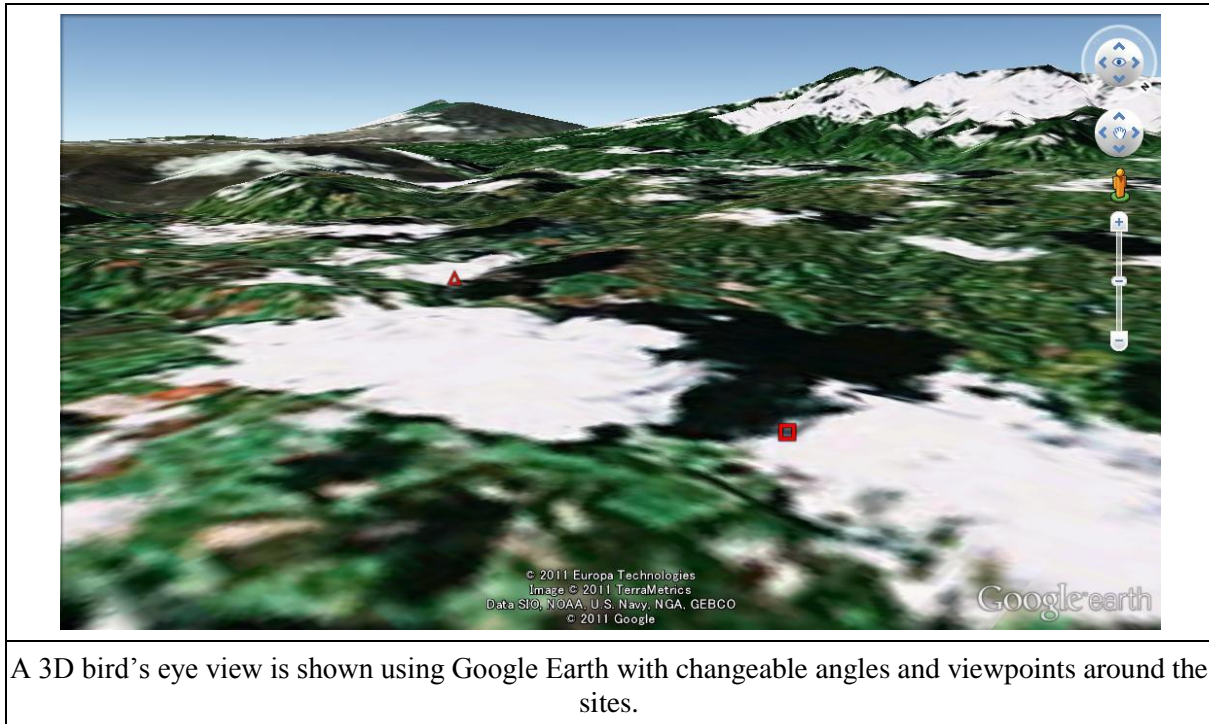 N
© 2011 Europa Technologies
Image © 2011 TerraMetrics
Data SIO, NOAA, U.S. Navy, NGA, GEBCO
© 2011 Google
Google earth
A 3D bird's eye view is shown using Google Earth with changeable angles and viewpoints around the
sites.